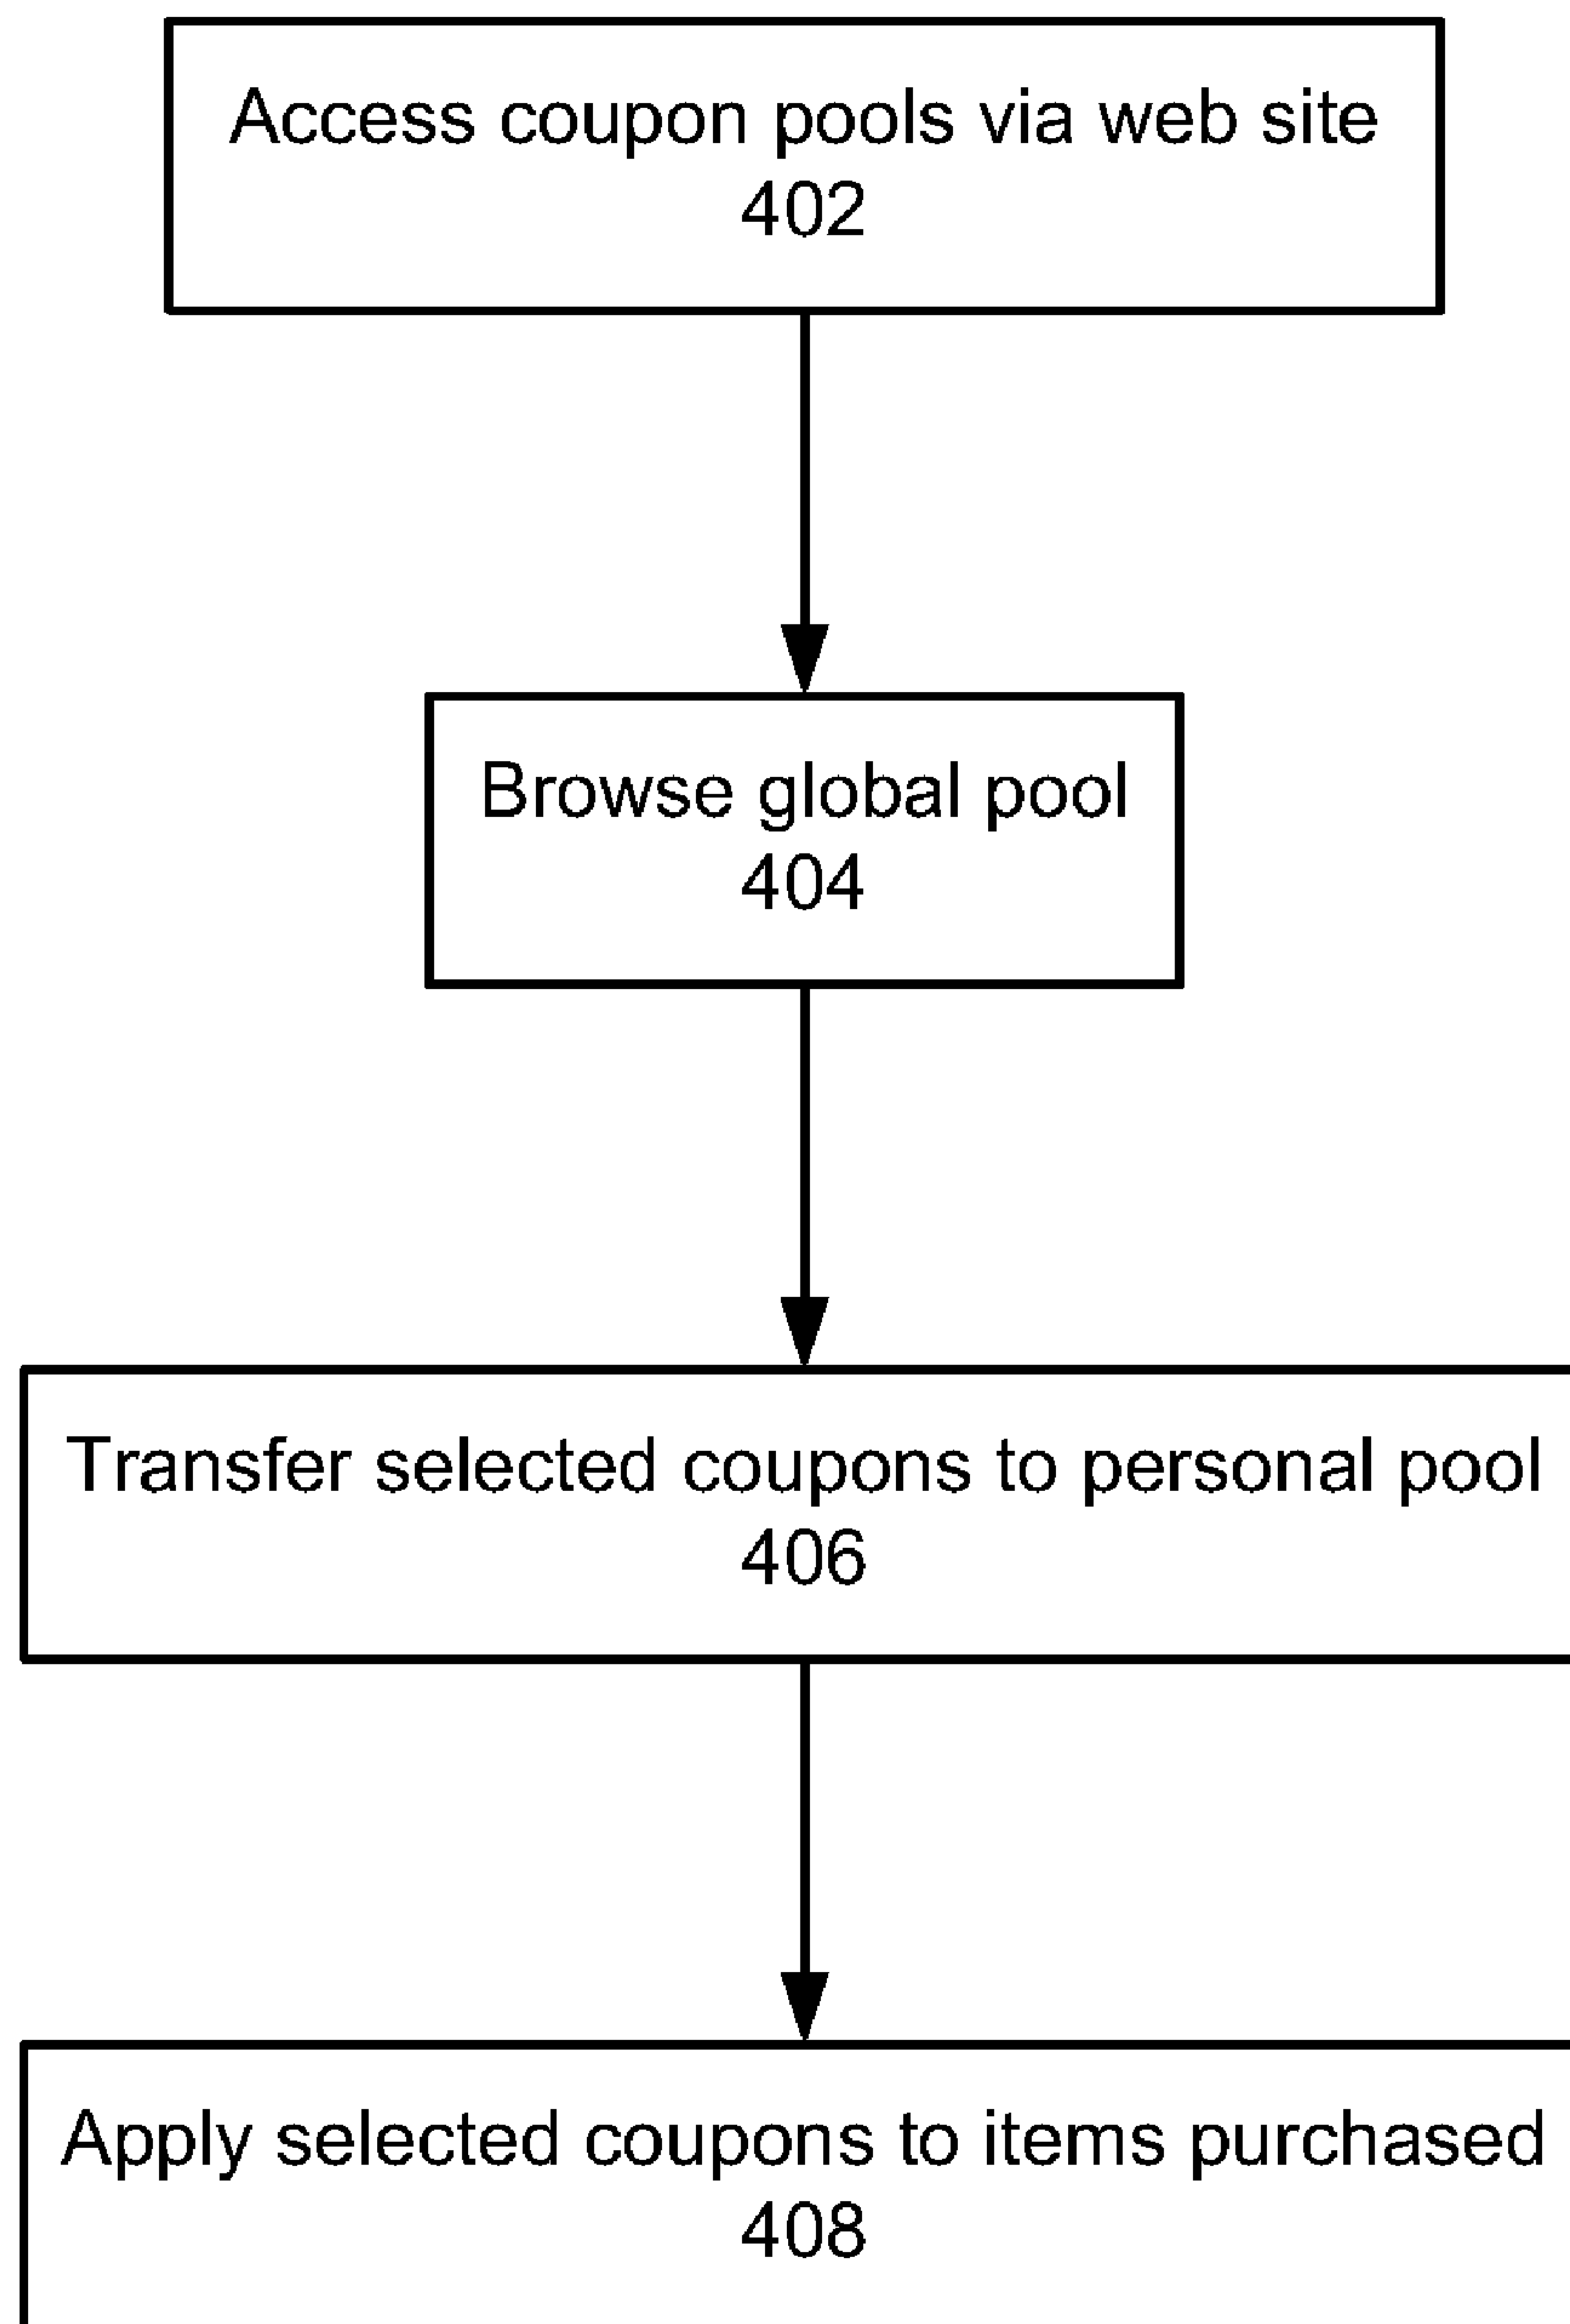 Access coupon pools via web site
402
Browse global pool
404
Transfer selected coupons to personal pool
406
Apply selected coupons to items purchased
408